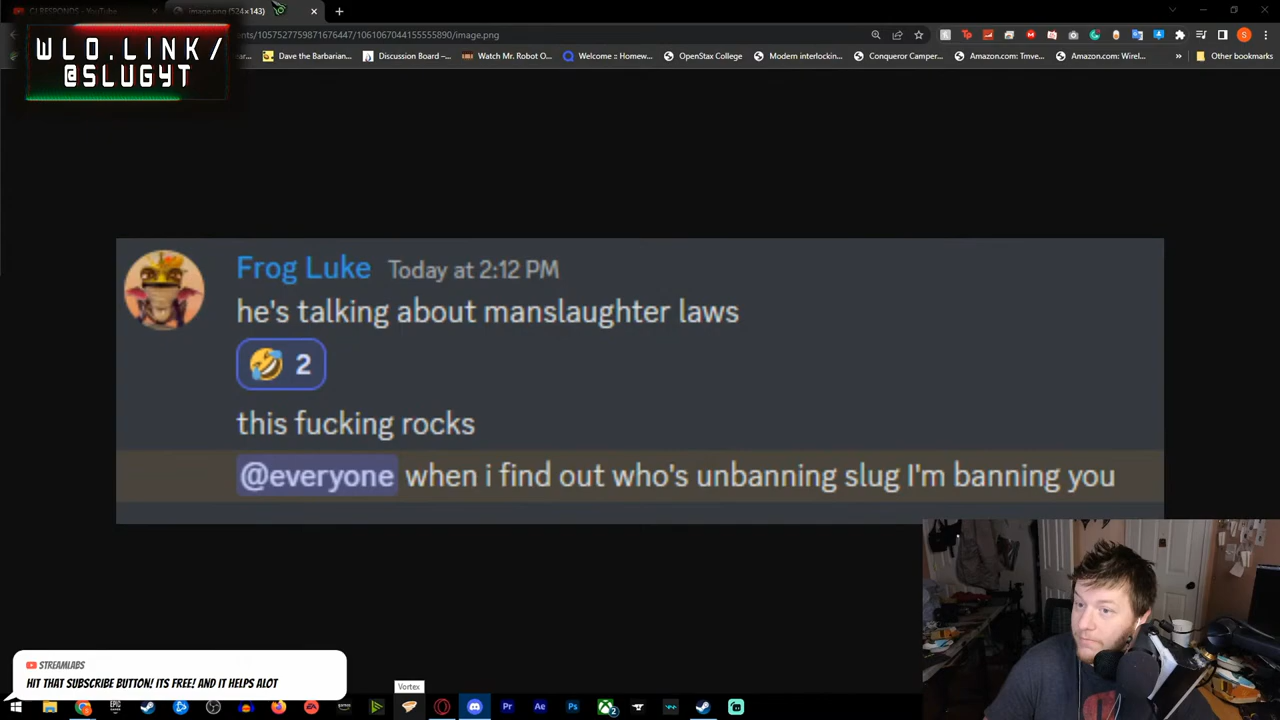 CJ RESPONDS - YouTube
image.png (524×143)
nts/1057527759871676447/1061067044155555890/image.png
Dave the Barbarian...
Discussion Board –...
Watch Mr. Robot O...
Welcome :: Homew...
OpenStax College
Modern interlockin...
Conqueror Camper...
Amazon.com: Tmve...
Amazon.com: Wirel...
Other bookmarks
WLO.LINK/
@SLUGYT
Frog Luke Today at 2:12 PM
he's talking about manslaughter laws
🤣 2
this fucking rocks
@everyone when i find out who's unbanning slug I'm banning you
STREAMLABS
HIT THAT SUBSCRIBE BUTTON! ITS FREE! AND IT HELPS ALOT
Vortex